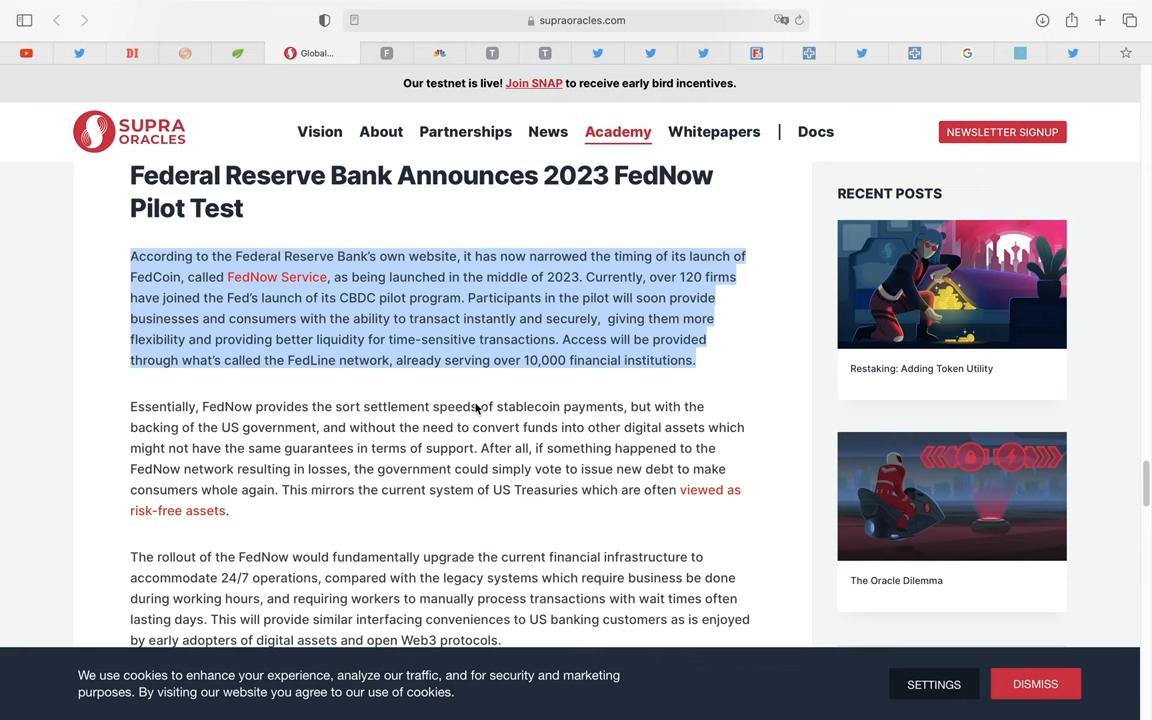 supraoracles.com
DI
Global...
F
T
T
F
G
Our testnet is live! Join SNAP to receive early bird incentives.
SUPRA
ORACLES
Vision
About
Partnerships
News
Academy
Whitepapers
|
Docs
NEWSLETTER SIGNUP
Federal Reserve Bank Announces 2023 FedNow
Pilot Test
According to the Federal Reserve Bank's own website, it has now narrowed the timing of its launch of
FedCoin, called FedNow Service, as being launched in the middle of 2023. Currently, over 120 firms
have joined the Fed's launch of its CBDC pilot program. Participants in the pilot will soon provide
businesses and consumers with the ability to transact instantly and securely,  giving them more
flexibility and providing better liquidity for time-sensitive transactions. Access will be provided
through what's called the FedLine network, already serving over 10,000 financial institutions.
Essentially, FedNow provides the sort settlement speeds of stablecoin payments, but with the
backing of the US government, and without the need to convert funds into other digital assets which
might not have the same guarantees in terms of support. After all, if something happened to the
FedNow network resulting in losses, the government could simply vote to issue new debt to make
consumers whole again. This mirrors the current system of US Treasuries which are often viewed as
risk-free assets.
The rollout of the FedNow would fundamentally upgrade the current financial infrastructure to
accommodate 24/7 operations, compared with the legacy systems which require business be done
during working hours, and requiring workers to manually process transactions with wait times often
lasting days. This will provide similar interfacing conveniences to US banking customers as is enjoyed
by early adopters of digital assets and open Web3 protocols.
RECENT POSTS
Restaking: Adding Token Utility
The Oracle Dilemma
We use cookies to enhance your experience, analyze our traffic, and for security and marketing
purposes. By visiting our website you agree to our use of cookies.
SETTINGS
DISMISS